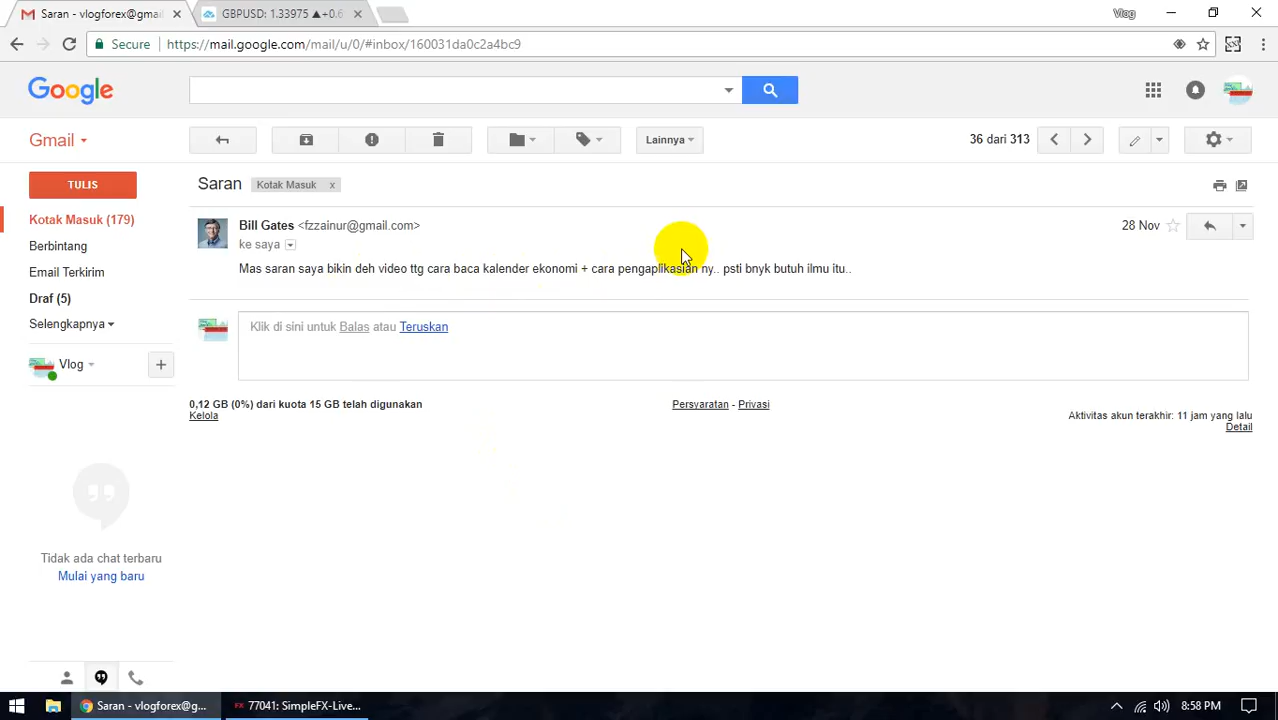 Saran - vlogforex@gmai
GBPUSD: 1.33975 ▲+0.6
Vlog
Secure
https://mail.google.com/mail/u/0/#inbox/160031da0c2a4bc9
Google
Gmail
Lainnya
36 dari 313
TULIS
Saran
Kotak Masuk x
Kotak Masuk (179)
Bill Gates <fzzainur@gmail.com>
28 Nov
ke saya
Berbintang
Mas saran saya bikin deh video ttg cara baca kalender ekonomi + cara pengaplikasian ny.. psti bnyk butuh ilmu itu..
Email Terkirim
Draf (5)
Selengkapnya
Klik di sini untuk Balas atau Teruskan
Vlog
0,12 GB (0%) dari kuota 15 GB telah digunakan
Kelola
Persyaratan - Privasi
Aktivitas akun terakhir: 11 jam yang lalu
Detail
Tidak ada chat terbaru
Mulai yang baru
Saran - vlogforex@g...
77041: SimpleFX-Live...
8:58 PM